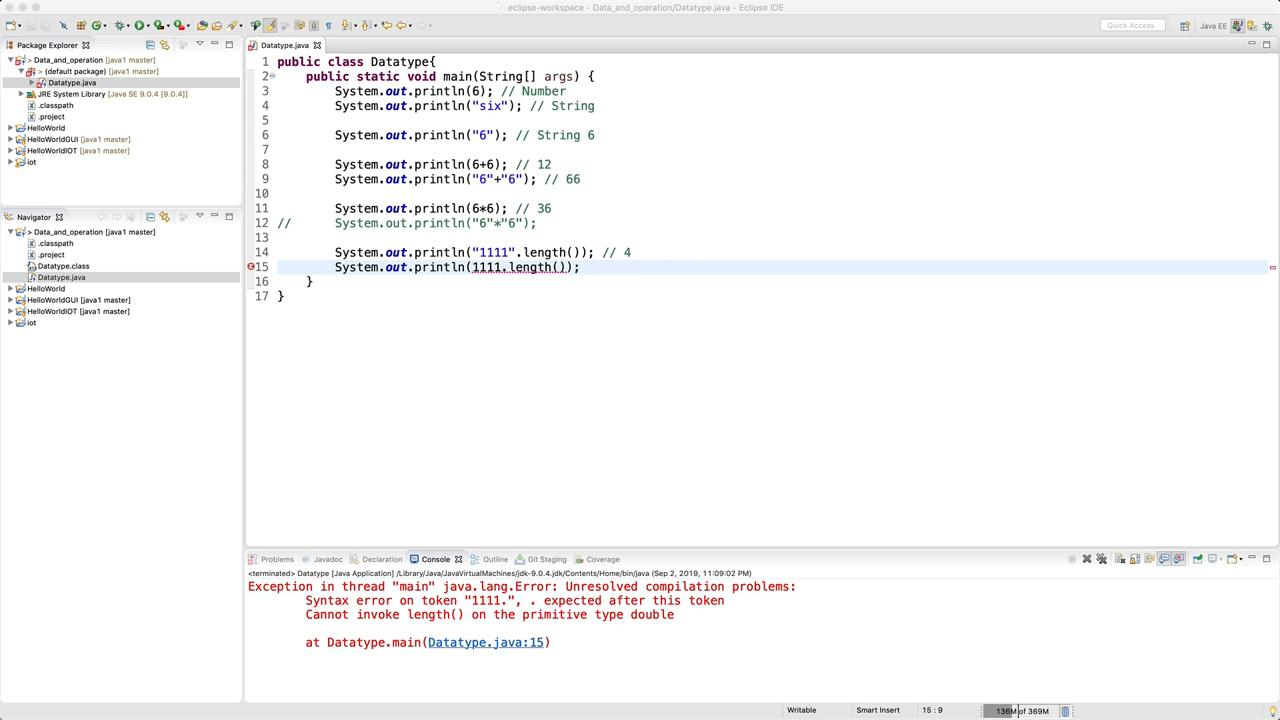 eclipse-workspace - Data_and_operation/Datatype.java - Eclipse IDE
Quick Access
Java EE
Package Explorer
> Data_and_operation [java1 master]
> (default package) [java1 master]
> Datatype.java
JRE System Library [Java SE 9.0.4 [9.0.4]]
.classpath
.project
HelloWorld
HelloWorldGUI [java1 master]
HelloWorldIOT [java1 master]
iot
Navigator
> Data_and_operation [java1 master]
.classpath
.project
Datatype.class
Datatype.java
HelloWorld
HelloWorldGUI [java1 master]
HelloWorldIOT [java1 master]
iot
Datatype.java
1 public class Datatype{
2 public static void main(String[] args) {
3 System.out.println(6); // Number
4 System.out.println("six"); // String
5
6 System.out.println("6"); // String 6
7
8 System.out.println(6+6); // 12
9 System.out.println("6"+"6"); // 66
10
11 System.out.println(6*6); // 36
12 // System.out.println("6"*"6");
13
14 System.out.println("1111".length()); // 4
15 System.out.println(1111.length());
16 }
17 }
Problems Javadoc Declaration Console Outline Git Staging Coverage
<terminated> Datatype [Java Application] /Library/Java/JavaVirtualMachines/jdk-9.0.4.jdk/Contents/Home/bin/java (Sep 2, 2019, 11:09:02 PM)
Exception in thread "main" java.lang.Error: Unresolved compilation problems:
Syntax error on token "1111.", . expected after this token
Cannot invoke length() on the primitive type double
at Datatype.main(Datatype.java:15)
Writable Smart Insert 15 : 9 136M of 369M